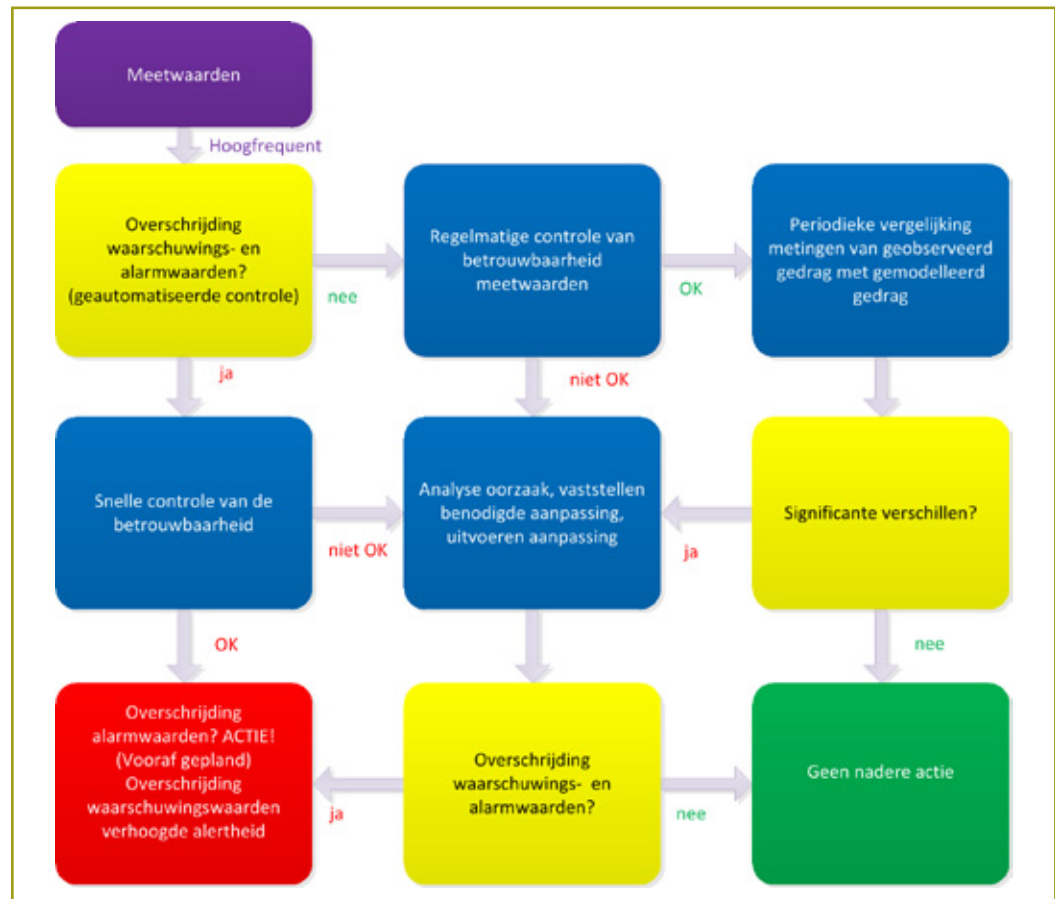 Meetwaarden
Hoogfrequent
Overschrijding
waarschuwings- en
alarmwaarden?
(geautomatiseerde controle)
nee
Regelmatige controle van
betrouwbaarheid
meetwaarden
OK
Periodieke vergelijking
metingen van geobserveerd
gedrag met gemodelleerd
gedrag
ja
niet OK
Snelle controle van de
betrouwbaarheid
niet OK
Analyse oorzaak, vaststellen
benodigde aanpassing,
uitvoeren aanpassing
ja
Significante verschillen?
OK
nee
Overschrijding
alarmwaarden? ACTIE!
(Vooraf gepland)
Overschrijding
waarschuwingswaarden
verhoogde alertheid
ja
Overschrijding
waarschuwings- en
alarmwaarden?
nee
Geen nadere actie